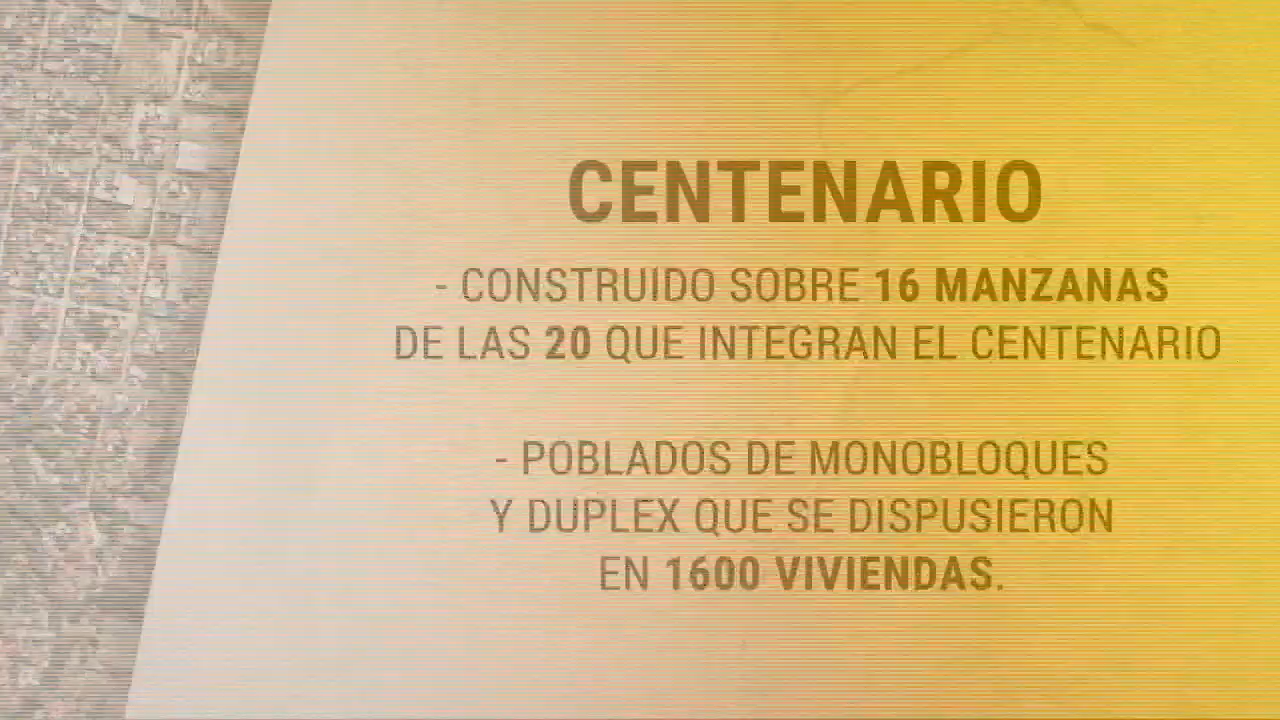 CENTENARIO
- CONSTRUIDO SOBRE 16 MANZANAS
DE LAS 20 QUE INTEGRAN EL CENTENARIO
- POBLADOS DE MONOBLOQUES
Y DUPLEX QUE SE DISPUSIERON
EN 1600 VIVIENDAS.